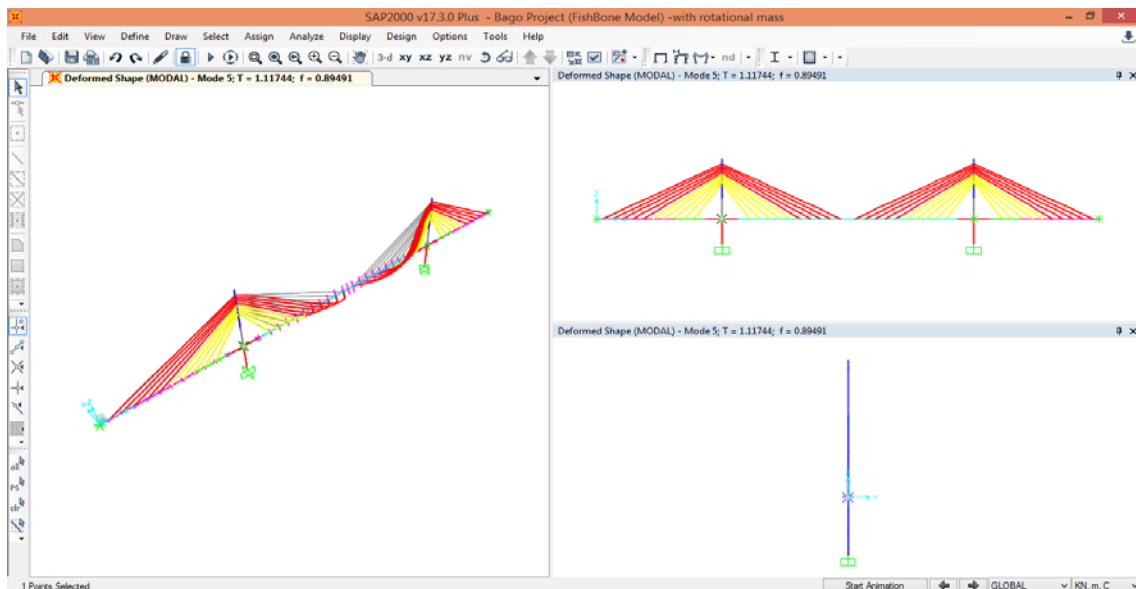 SAP2000 v17.3.0 Plus - Bago Project (FishBone Model) -with rotational mass
File Edit View Define Draw Select Assign Analyze Display Design Options Tools Help
3-d xy xz yz nv nd
Deformed Shape (MODAL) - Mode 5; T = 1.11744; f = 0.89491
Deformed Shape (MODAL) - Mode 5; T = 1.11744; f = 0.89491
Z
Deformed Shape (MODAL) - Mode 5; T = 1.11744; f = 0.89491
Y
all
PS
clr
1 Points Selected
Start Animation GLOBAL KN, m, C